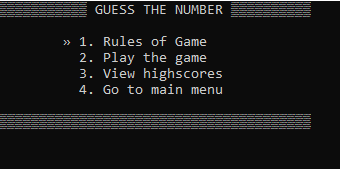 GUESS THE NUMBER
» 1. Rules of Game
2. Play the game
3. View highscores
4. Go to main menu